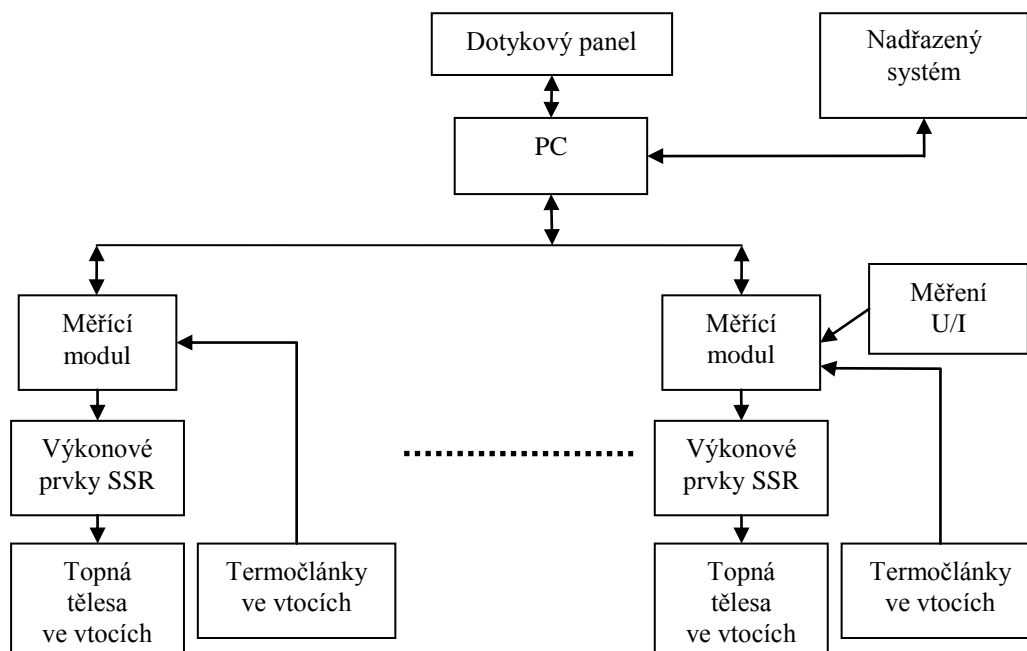 Dotykový panel
Nadřazený
systém
PC
Měřící
modul
Měřící
modul
Měření
U/I
Výkonové
prvky SSR
Výkonové
prvky SSR
Topná
tělesa
ve vtocích
Termočlánky
ve vtocích
Topná
tělesa
ve vtocích
Termočlánky
ve vtocích